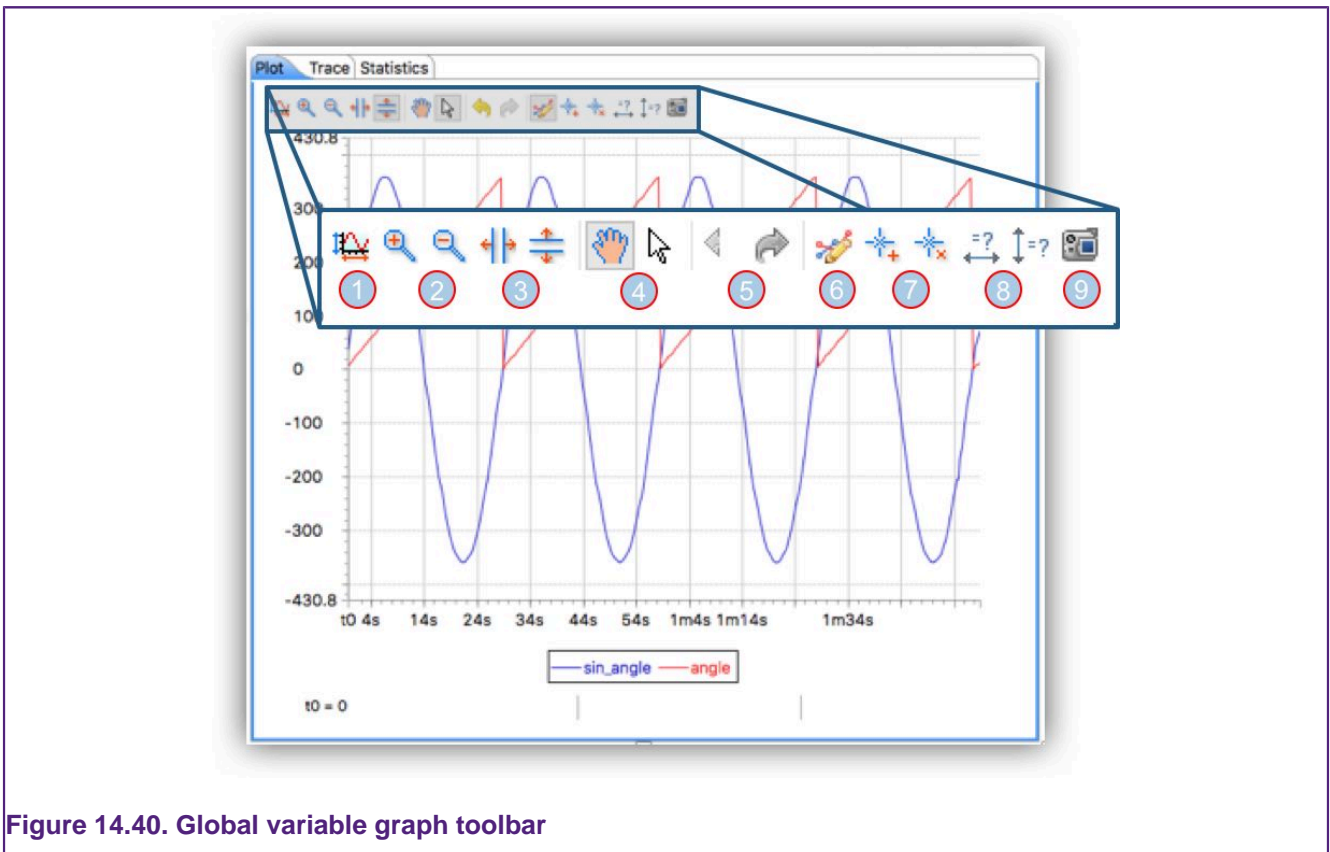 Plot Trace Statistics
430.8
300
=? =?
200
1 2 3 4 5 6 7 8 9
100
0
-100
-200
-300
-430.8
t0 4s 14s 24s 34s 44s 54s 1m4s 1m14s 1m34s
sin_angle angle
t0 = 0
Figure 14.40. Global variable graph toolbar